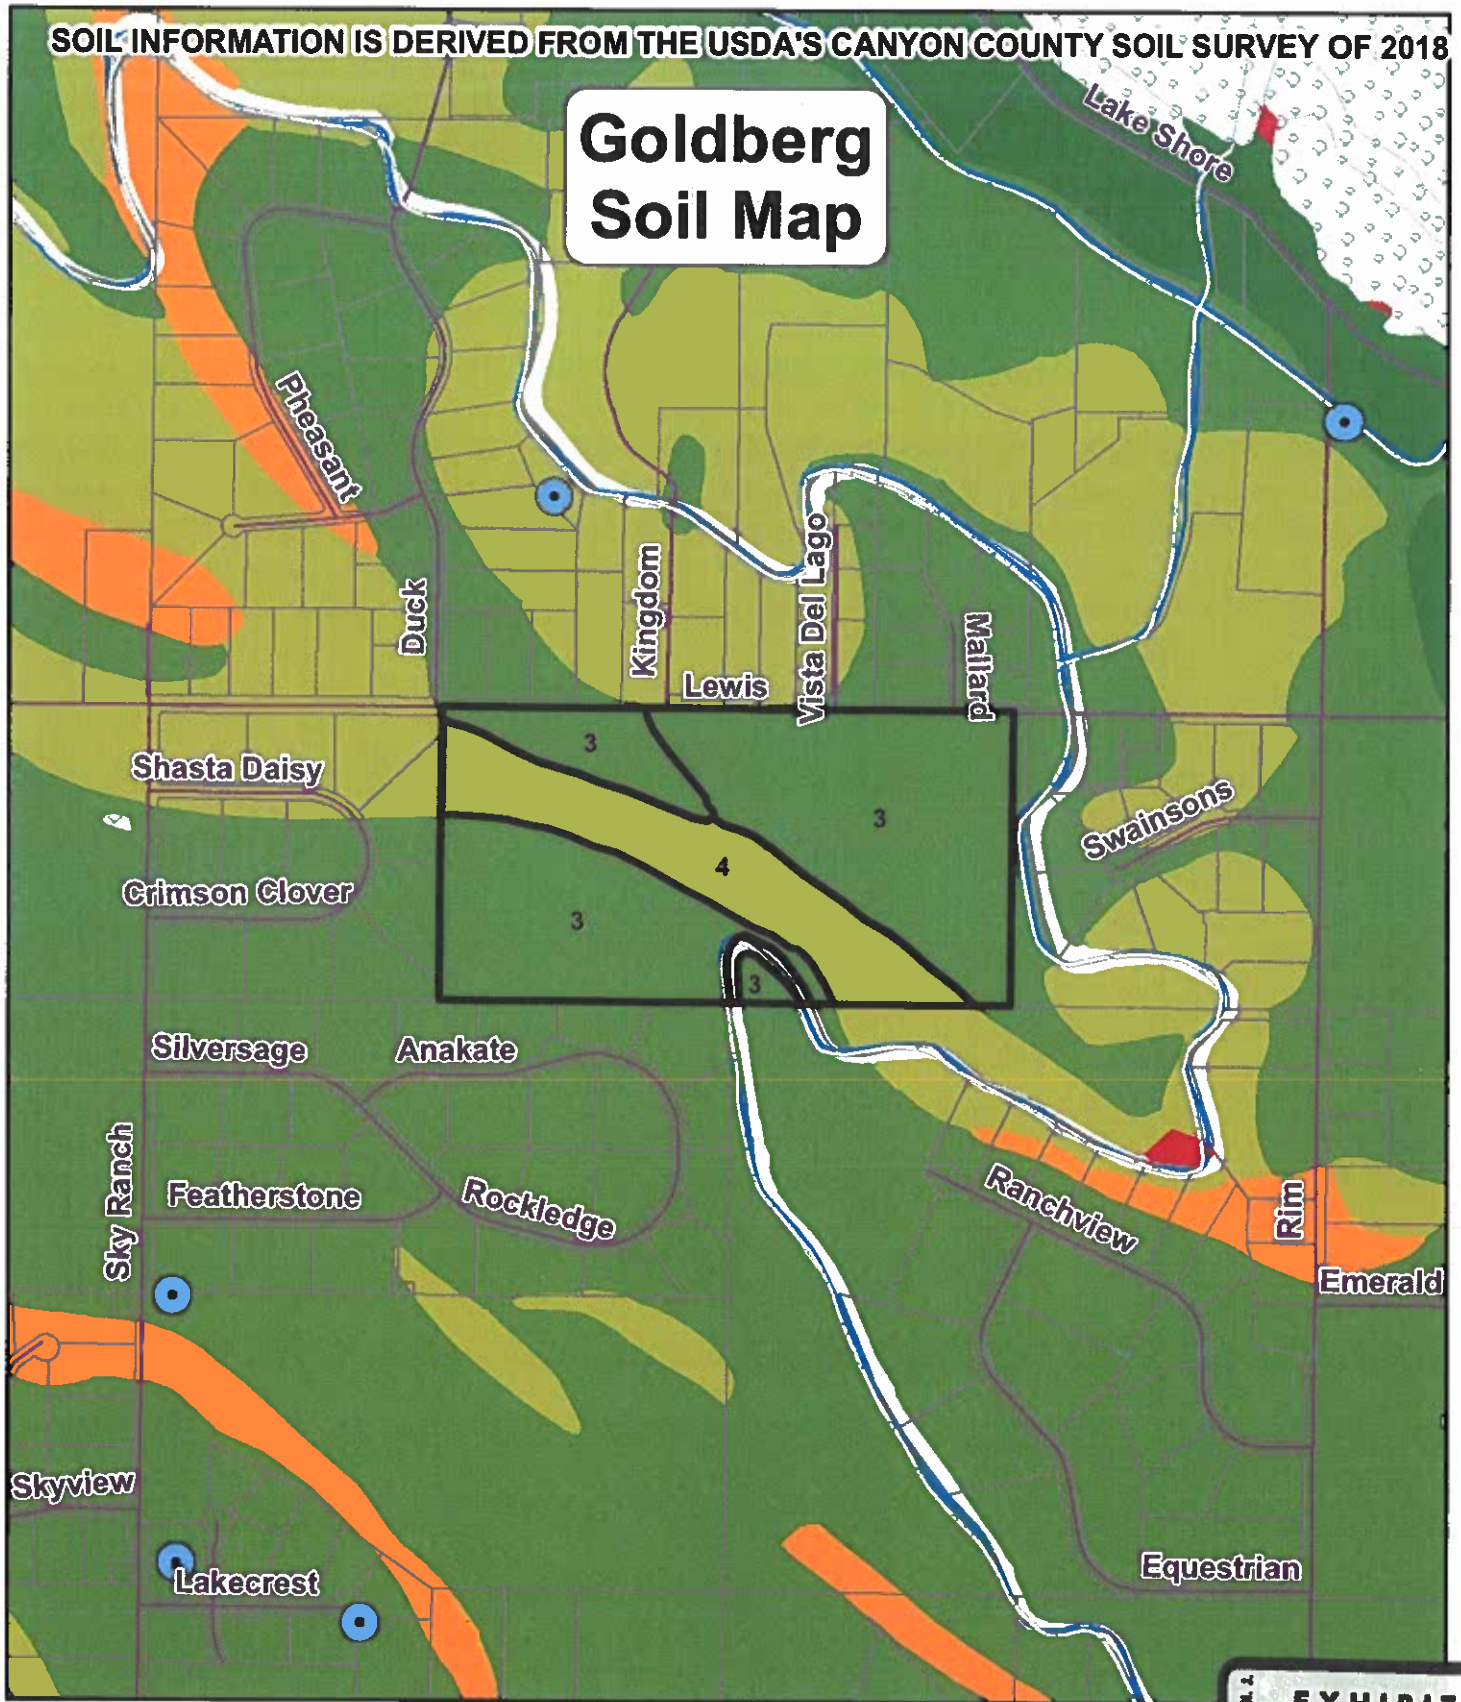 SOIL INFORMATION IS DERIVED FROM THE USDA'S CANYON COUNTY SOIL SURVEY OF 2018
Goldberg
Soil Map
Lake Shore
Pheasant
Duck
Kingdom
Lewis
Vista Del Lago
Mallard
3
3
4
3
3
Shasta Daisy
Swainsons
Crimson Clover
Silversage
Anakate
Sky Ranch
Featherstone
Rockledge
Ranchview
Rim
Emerald
Skyview
Lakecrest
Equestrian